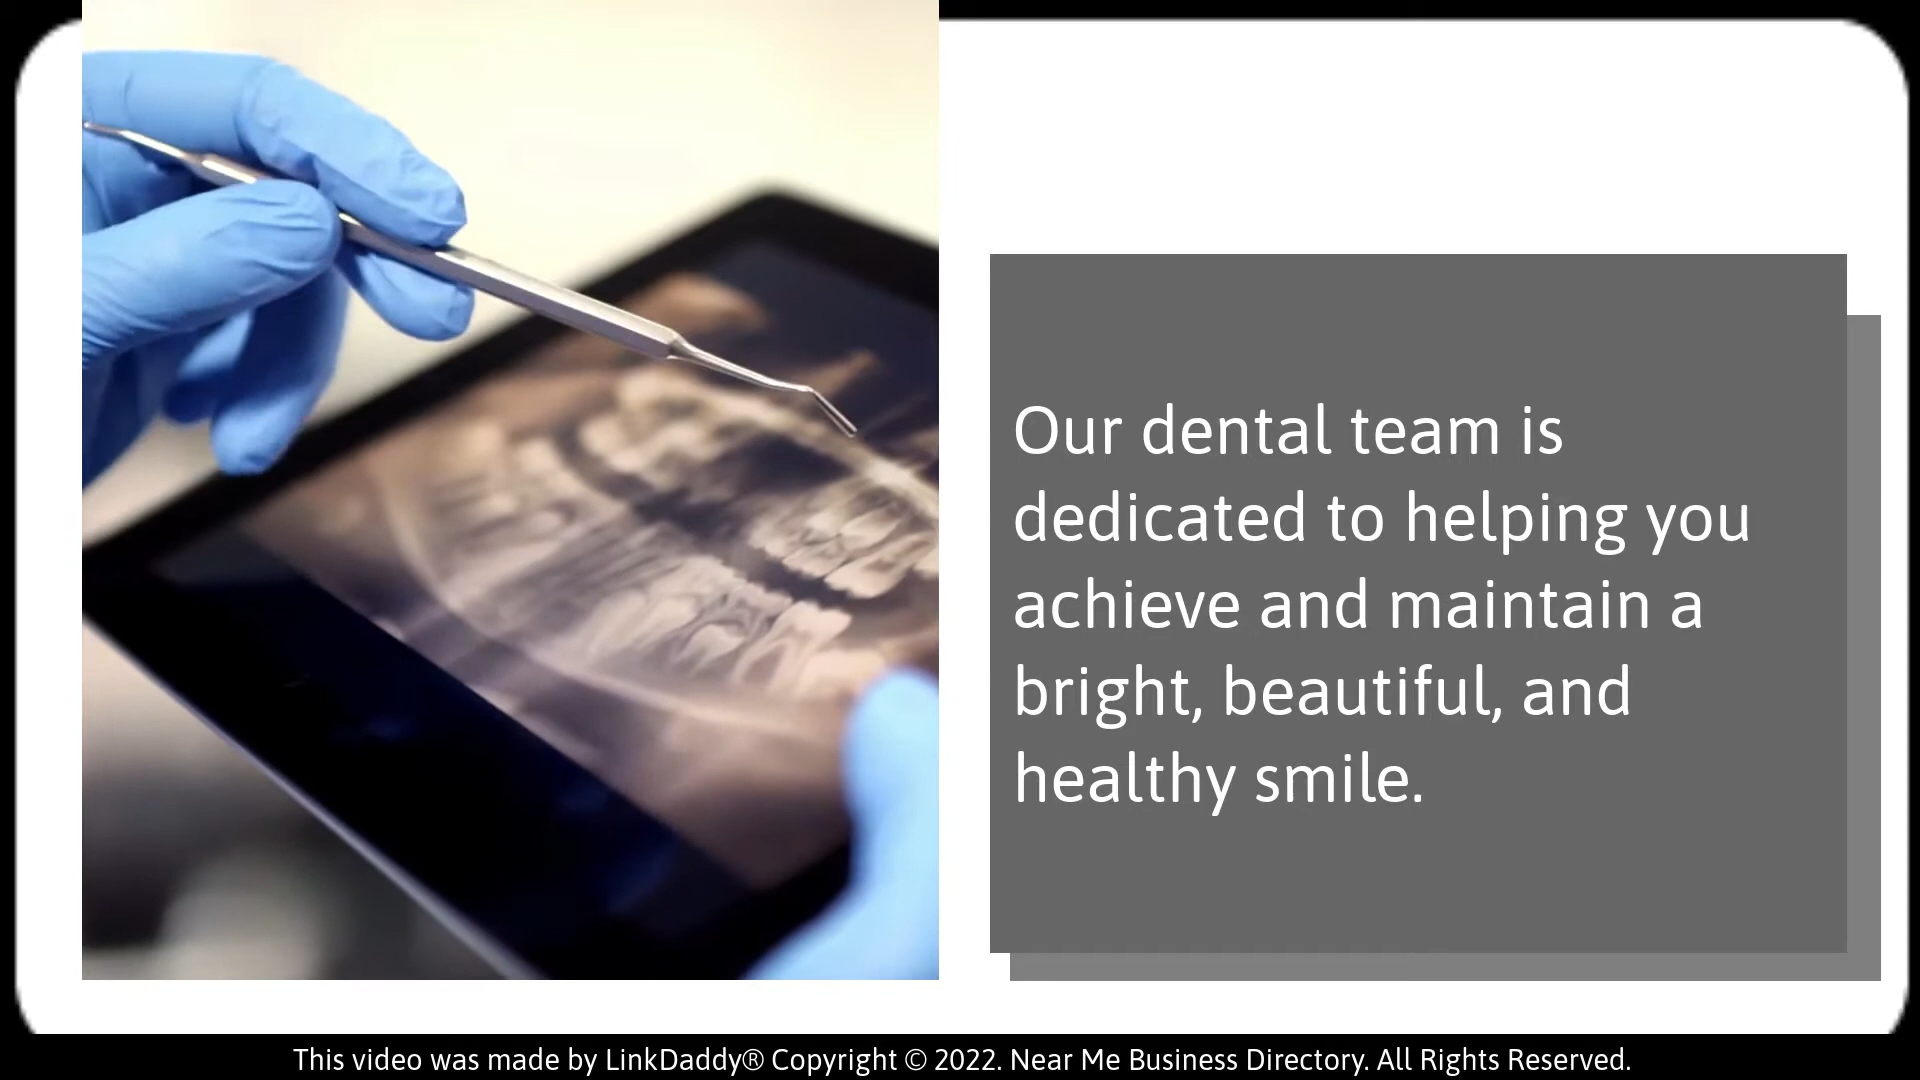 Our dental team is
dedicated to helping you
achieve and maintain a
bright, beautiful, and
healthy smile.
This video was made by LinkDaddy® Copyright © 2022. Near Me Business Directory. All Rights Reserved.